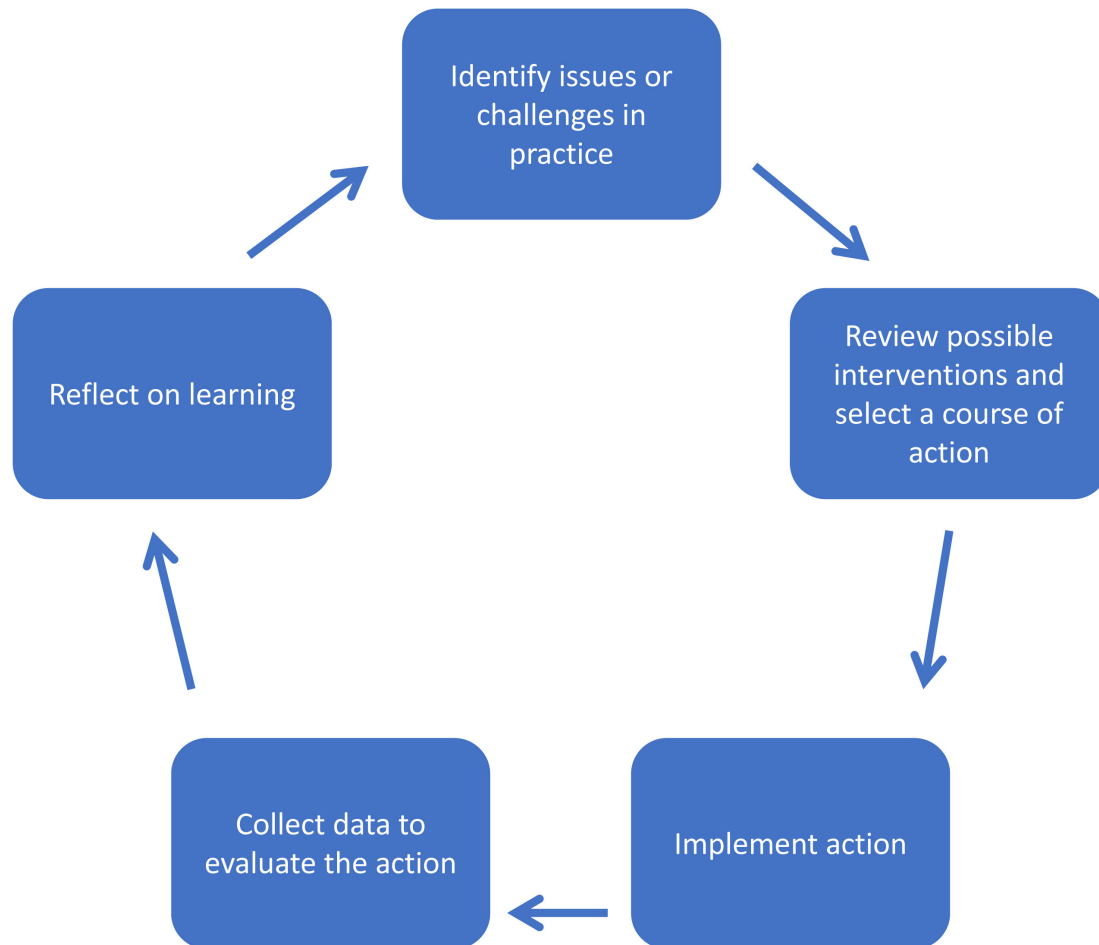 Identify issues or
challenges in
practice
Review possible
interventions and
select a course of
action
Implement action
Collect data to
evaluate the action
Reflect on learning